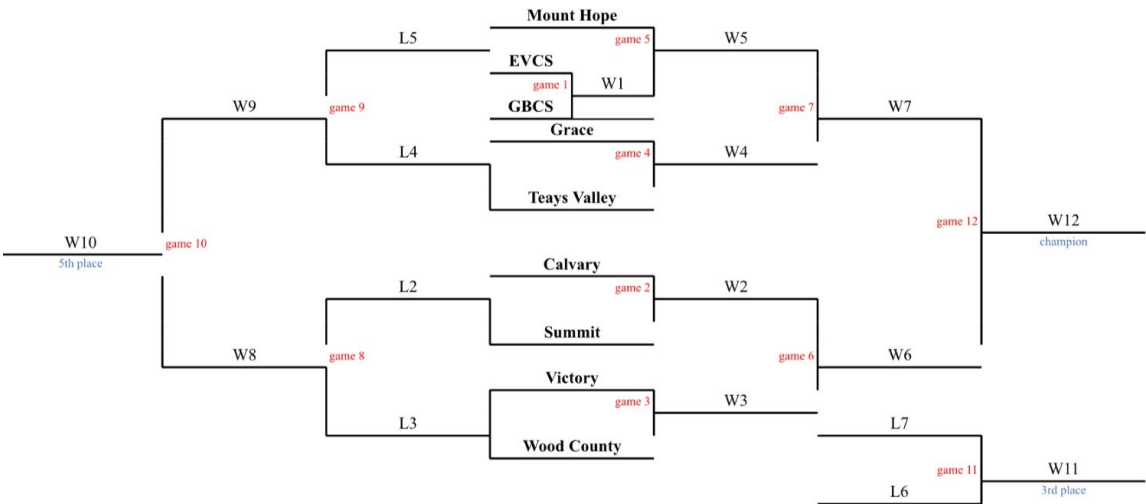 Mount Hope
L5
game 5
W5
EVCS
game 1
W1
W9
game 9
GBCS
game 7
W7
Grace
L4
game 4
W4
Teays Valley
game 12
W12
W10
game 10
champion
5th place
Calvary
L2
game 2
W2
Summit
W8
game 8
game 6
W6
Victory
game 3
W3
L3
L7
Wood County
game 11
W11
L6
3rd place